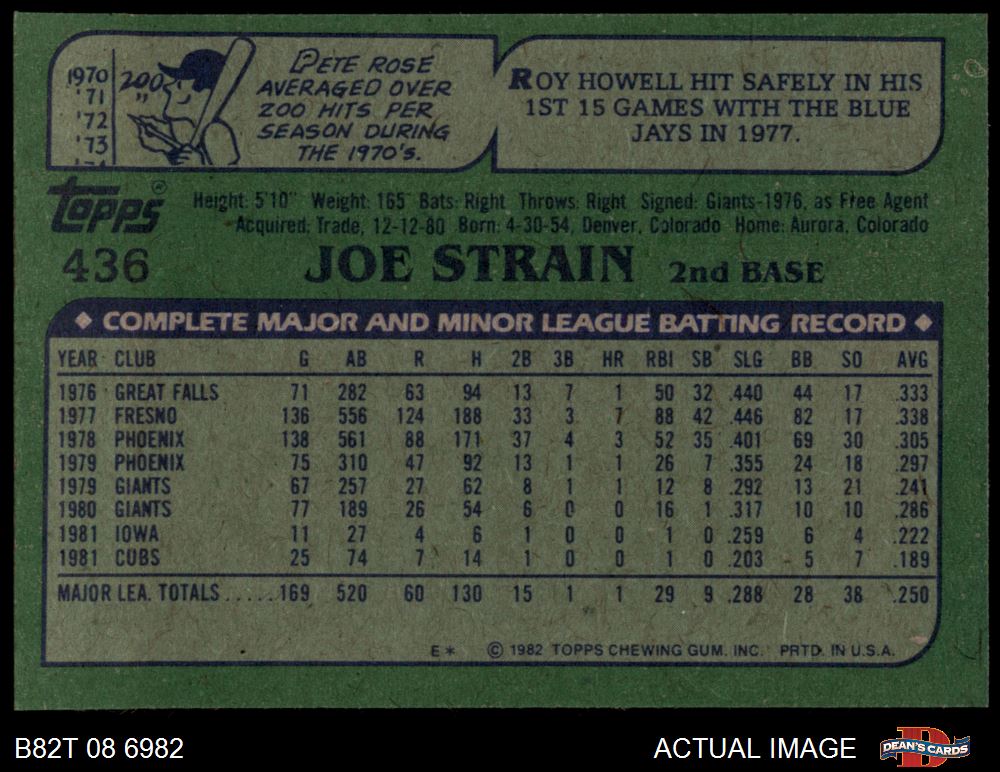 1970
'71
'72
'73
'74
200
"
PETE ROSE
AVERAGED OVER
200 HITS PER
SEASON DURING
THE 1970's.
ROY HOWELL HIT SAFELY IN HIS
1ST 15 GAMES WITH THE BLUE
JAYS IN 1977.
topps®
Height: 5'10" Weight: 165 Bats: Right Throws: Right Signed: Giants-1976, as Free Agent
Acquired: Trade, 12-12-80 Born: 4-30-54, Denver, Colorado Home: Aurora, Colorado
436 JOE STRAIN 2nd BASE
◆ COMPLETE MAJOR AND MINOR LEAGUE BATTING RECORD ◆
YEAR CLUB G AB R H 2B 3B HR RBI SB SLG BB SO AVG
1976 GREAT FALLS 71 282 63 94 13 7 1 50 32 .440 44 17 .333
1977 FRESNO 136 556 124 188 33 3 7 88 42 .446 82 17 .338
1978 PHOENIX 138 561 88 171 37 4 3 52 35 .401 69 30 .305
1979 PHOENIX 75 310 47 92 13 1 1 26 7 .355 24 18 .297
1979 GIANTS 67 257 27 62 8 1 1 12 8 .292 13 21 .241
1980 GIANTS 77 189 26 54 6 0 0 16 1 .317 10 10 .286
1981 IOWA 11 27 4 6 1 0 0 1 0 .259 6 4 .222
1981 CUBS 25 74 7 14 1 0 0 1 0 .203 5 7 .189
MAJOR LEA. TOTALS.....169 520 60 130 15 1 1 29 9 .288 28 38 .250
E* © 1982 TOPPS CHEWING GUM, INC. PRTD. IN U.S.A.
B82T 08 6982 ACTUAL IMAGE D DEAN'S CARDS